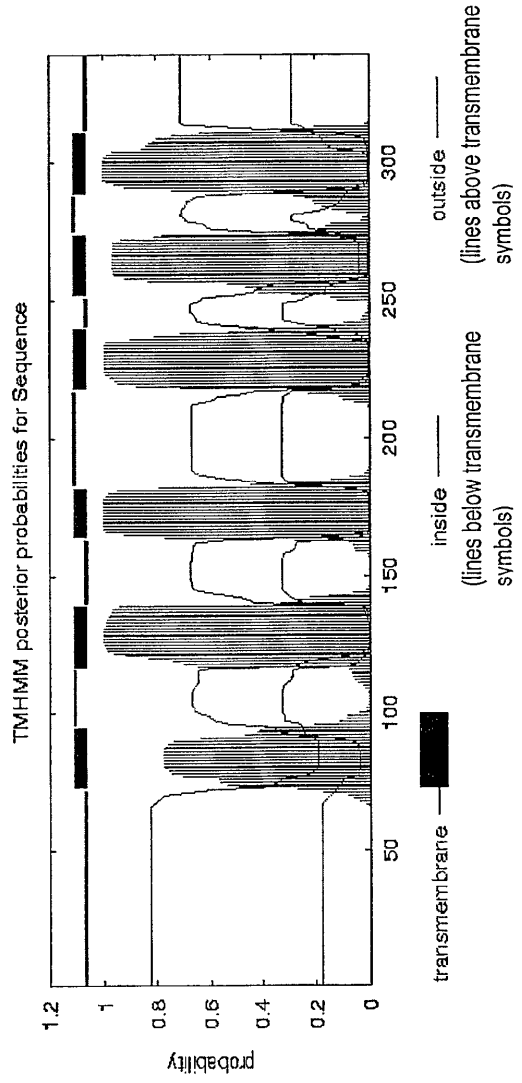 TMHMM posterior probabilities for Sequence
probability
1.2
1
0.8
0.6
0.4
0.2
0
50
100
150
200
250
300
transmembrane
inside
(lines below transmembrane
symbols)
outside
(lines above transmembrane
symbols)